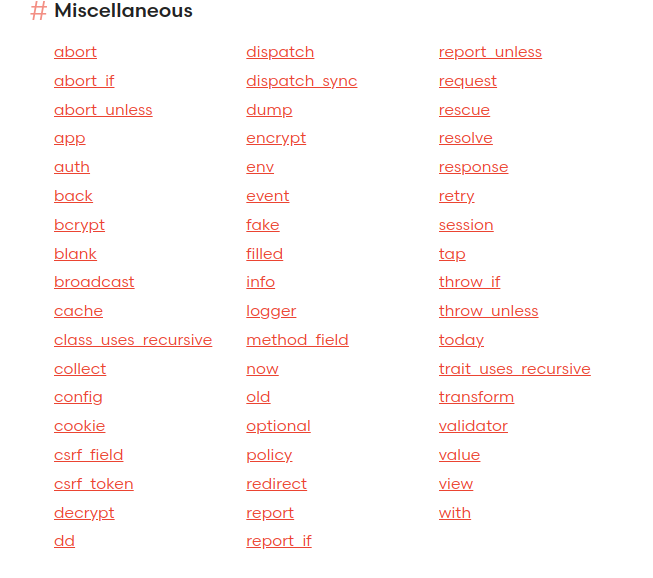 # Miscellaneous
abort
abort_if
abort_unless
app
auth
back
bcrypt
blank
broadcast
cache
class_uses_recursive
collect
config
cookie
csrf_field
csrf_token
decrypt
dd
dispatch
dispatch_sync
dump
encrypt
env
event
fake
filled
info
logger
method_field
now
old
optional
policy
redirect
report
report_if
report_unless
request
rescue
resolve
response
retry
session
tap
throw_if
throw_unless
today
trait_uses_recursive
transform
validator
value
view
with